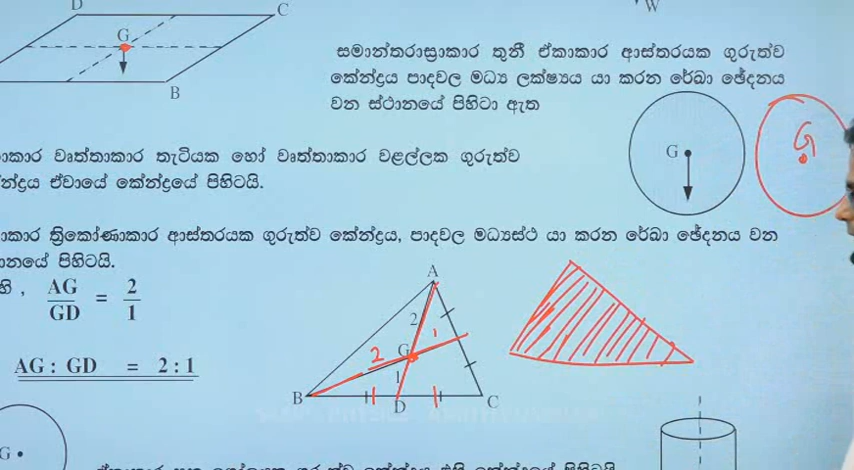 D
C
G
B
W
සමාන්තරාස්‍රාකාර තුනී ඒකාකාර ආස්තරයක ගුරුත්ව
කේන්ද්‍රය පාදවල මධ්‍ය ලක්ෂ්‍යය යා කරන රේඛා ඡේදනය
වන ස්ථානයේ පිහිටා ඇත
වෘත්තාකාර තැටියක හෝ වෘත්තාකාර වළල්ලක ගුරුත්ව
ඒවායේ කේන්ද්‍රයේ පිහිටයි.
G
G
ත්‍රිකෝණාකාර ආස්තරයක ගුරුත්ව කේන්ද්‍රය, පාදවල මධ්‍යස්ථ යා කරන රේඛා ඡේදනය වන
පිහිටයි.
, AG/GD = 2/1
AG : GD = 2 : 1
A
2
1
2
G
1
B
D
C
G